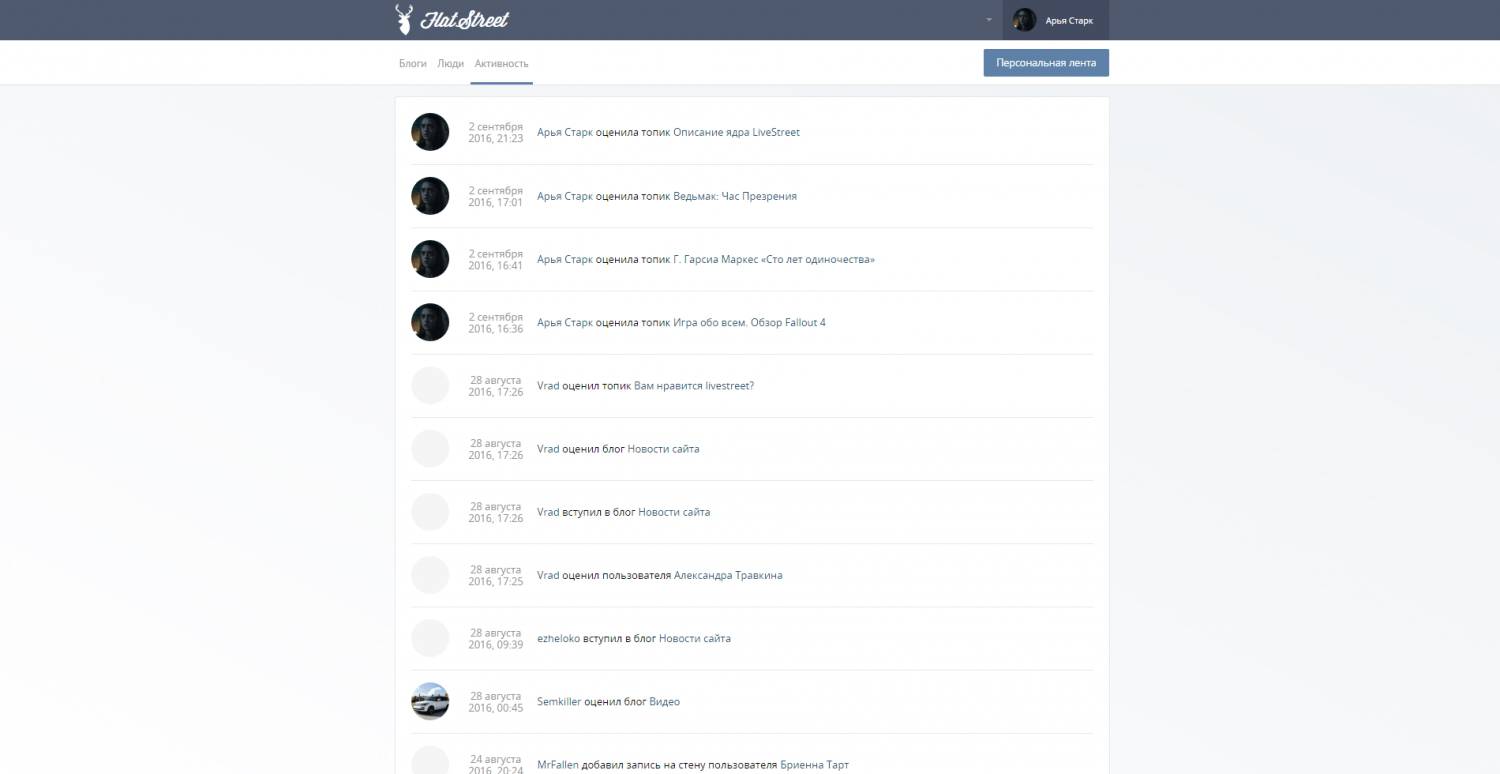 FlatStreet
Арья Старк
Блоги Люди Активность
Персональная лента
2 сентября
2016, 21:23
Арья Старк оценила топик Описание ядра LiveStreet
2 сентября
2016, 17:01
Арья Старк оценила топик Ведьмак: Час Презрения
2 сентября
2016, 16:41
Арья Старк оценила топик Г. Гарсиа Маркес «Сто лет одиночества»
2 сентября
2016, 16:36
Арья Старк оценила топик Игра обо всем. Обзор Fallout 4
28 августа
2016, 17:26
Vrad оценил топик Вам нравится livestreet?
28 августа
2016, 17:26
Vrad оценил блог Новости сайта
28 августа
2016, 17:26
Vrad вступил в блог Новости сайта
28 августа
2016, 17:25
Vrad оценил пользователя Александра Травкина
28 августа
2016, 09:39
ezheloko вступил в блог Новости сайта
28 августа
2016, 00:45
Semkiller оценил блог Видео
24 августа
2016, 20:24
MrFallen добавил запись на стену пользователя Бриенна Тарт